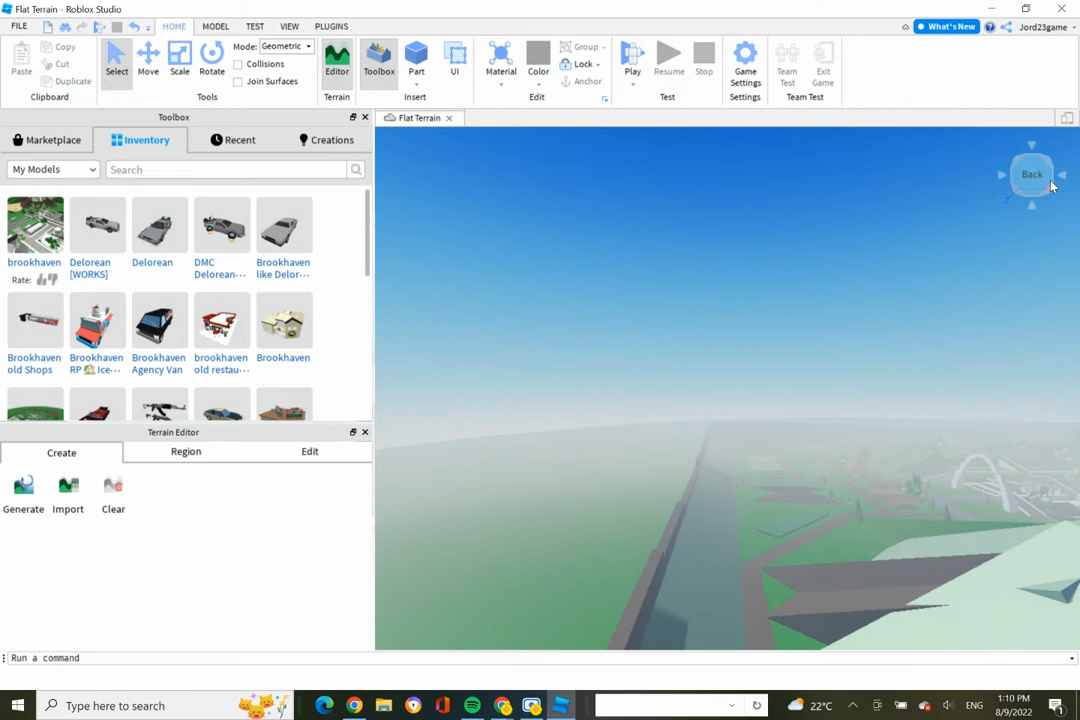 Flat Terrain - Roblox Studio
FILE HOME MODEL TEST VIEW PLUGINS What's New Jord23game
Paste Copy Cut Duplicate Clipboard
Select Move Scale Rotate Tools
Mode: Geometric
Collisions
Join Surfaces
Editor Terrain
Toolbox Part UI Insert
Material Color Group Lock Anchor Edit
Play Resume Stop Test
Game Settings Settings
Team Test Exit Game Team Test
Toolbox
Flat Terrain
Marketplace Inventory Recent Creations
My Models Search
Back
brookhaven Delorean [WORKS] Delorean DMC Delorean··· Brookhaven like Delor···
Rate:
Brookhaven old Shops Brookhaven RP 🏡 Ice··· Brookhaven Agency Van brookhaven old restau··· Brookhaven
Terrain Editor
Create Region Edit
Generate Import Clear
Run a command
Type here to search
22°C ENG
1:10 PM
8/9/2022
1